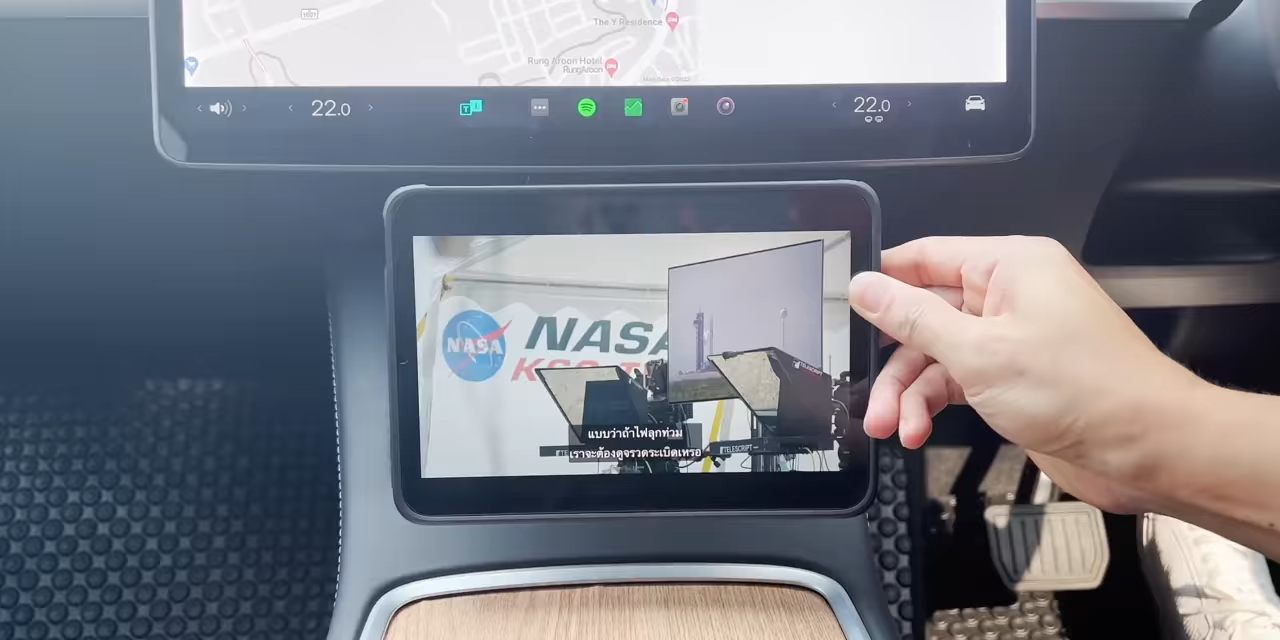 The Y Residence
Rung Aroon Hotel
RungAroon
22.0
22.0
NASA
NASA
TELESCRIPT
แบบว่าถ้าไฟลุกท่วม
เราจะต้องดูจรวดระเบิดเหรอ
TELESCRIPT